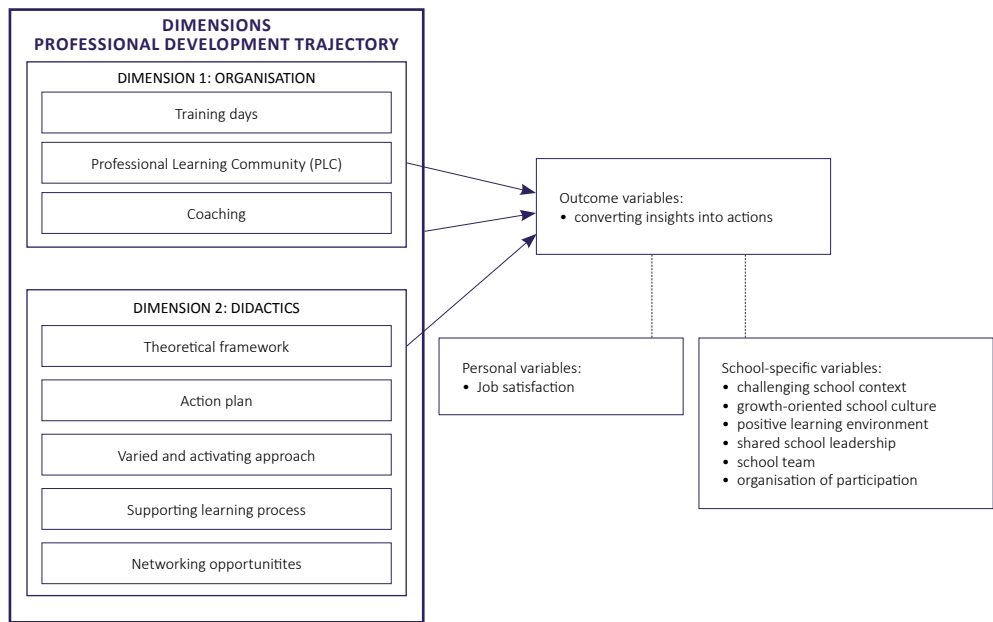 DIMENSIONS
PROFESSIONAL DEVELOPMENT TRAJECTORY
DIMENSION 1: ORGANISATION
Training days
Professional Learning Community (PLC)
Coaching
DIMENSION 2: DIDACTICS
Theoretical framework
Action plan
Varied and activating approach
Supporting learning process
Networking opportunitites
Outcome variables:
• converting insights into actions
Personal variables:
• Job satisfaction
School-specific variables:
• challenging school context
• growth-oriented school culture
• positive learning environment
• shared school leadership
• school team
• organisation of participation